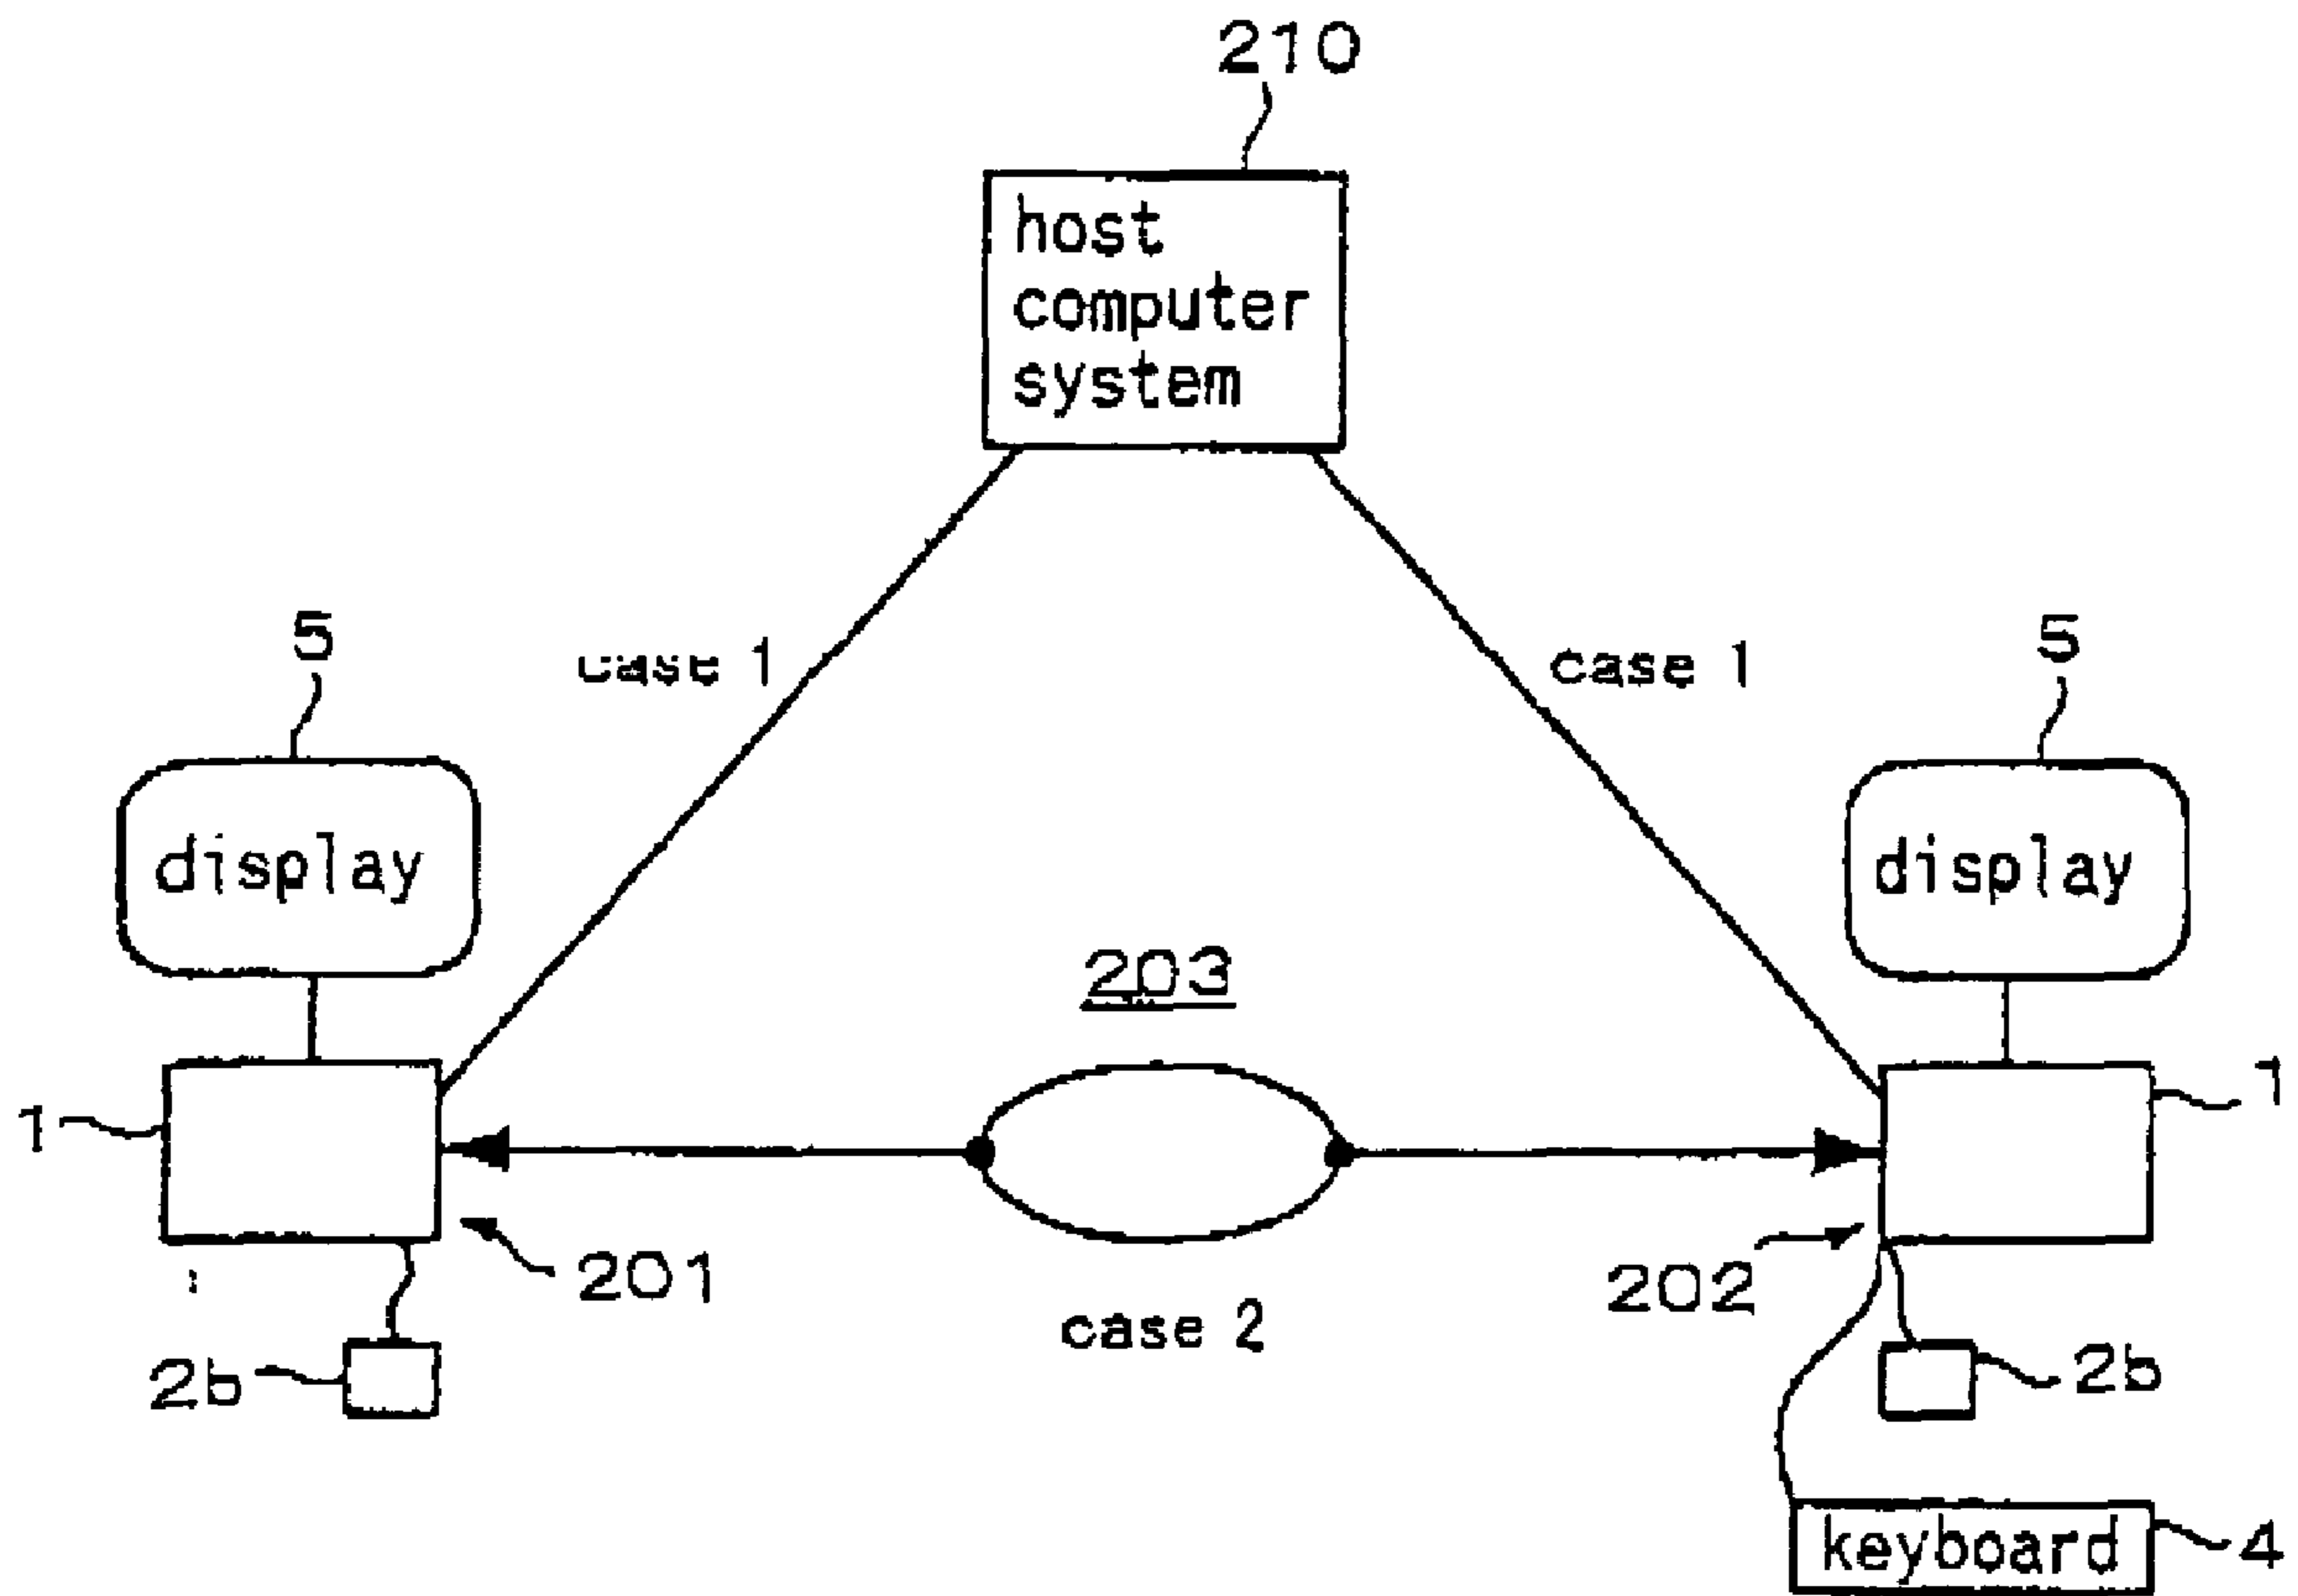 210
host
computer
system
5
case 1
case 1
5
display
display
203
1
1
201
202
case 2
2b
2b
keyboard
4